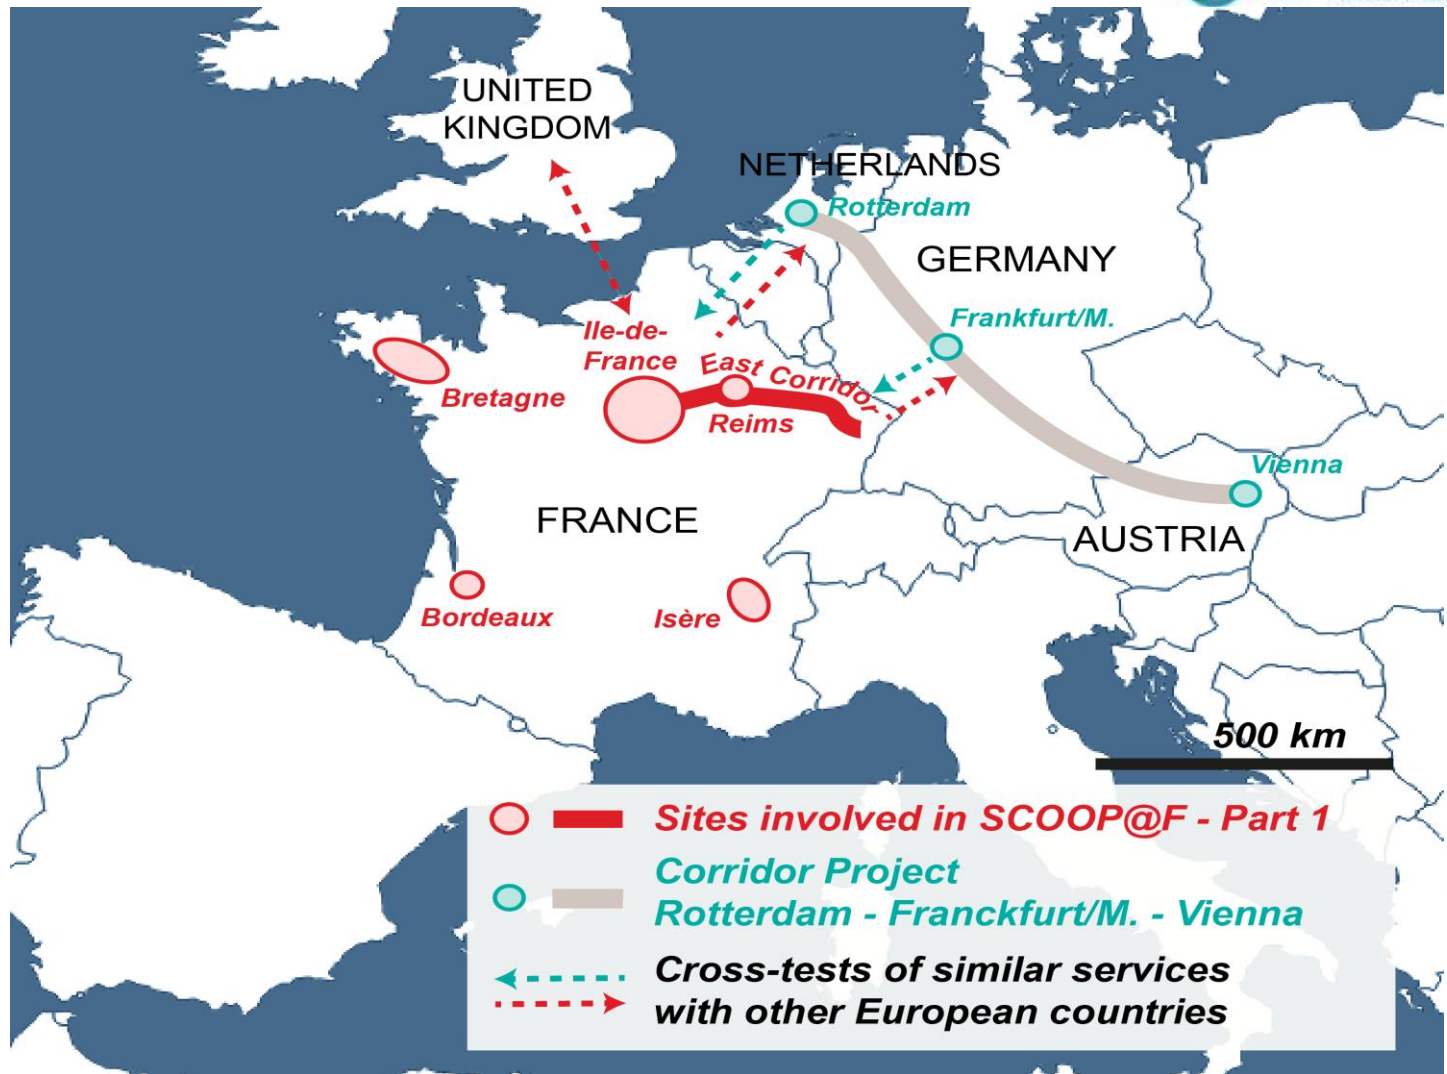 UNITED
KINGDOM
NETHERLANDS
Rotterdam
GERMANY
Ile-de-
France
Frankfurt/M.
East Corridor
Bretagne
Reims
Vienna
FRANCE
AUSTRIA
Bordeaux
Isère
500 km
Sites involved in SCOOP@F - Part 1
Corridor Project
Rotterdam - Franckfurt/M. - Vienna
Cross-tests of similar services
with other European countries